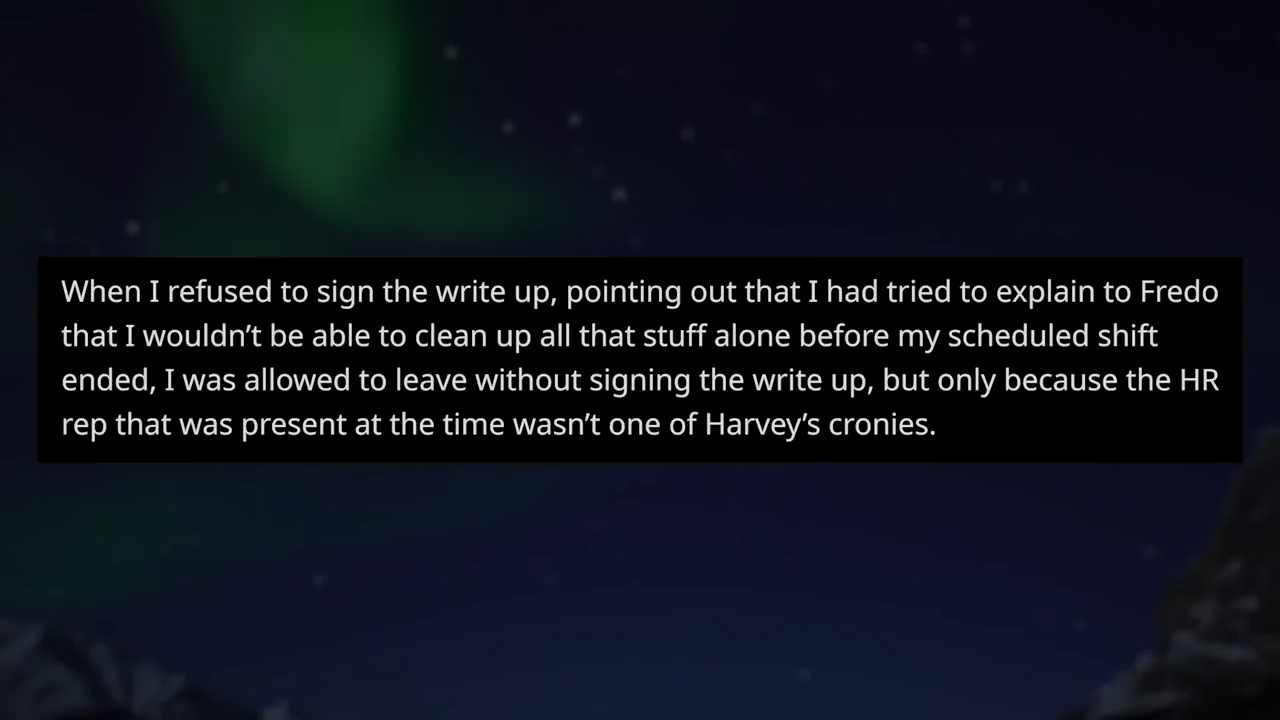 When I refused to sign the write up, pointing out that I had tried to explain to Fredo
that I wouldn’t be able to clean up all that stuff alone before my scheduled shift
ended, I was allowed to leave without signing the write up, but only because the HR
rep that was present at the time wasn’t one of Harvey’s cronies.